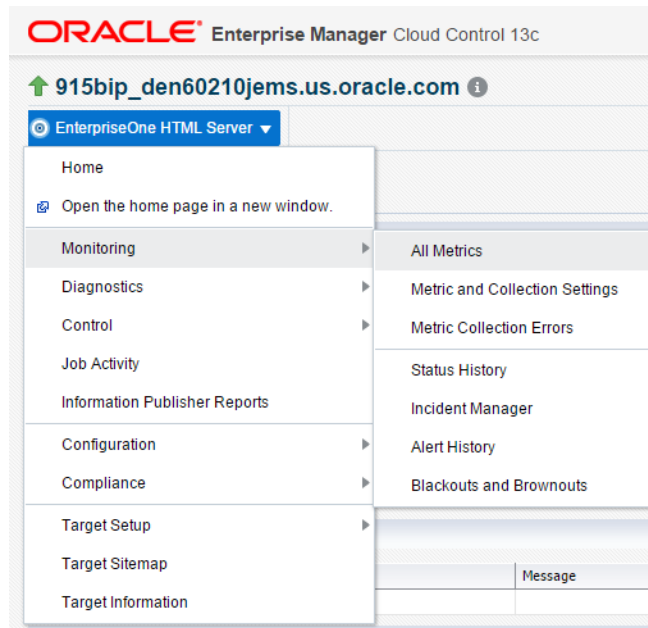 ORACLE Enterprise Manager Cloud Control 13c
915bip_den60210jems.us.oracle.com
EnterpriseOne HTML Server
Home
Open the home page in a new window.
Monitoring
Diagnostics
Control
Job Activity
Information Publisher Reports
Configuration
Compliance
Target Setup
Target Sitemap
Target Information
All Metrics
Metric and Collection Settings
Metric Collection Errors
Status History
Incident Manager
Alert History
Blackouts and Brownouts
Message